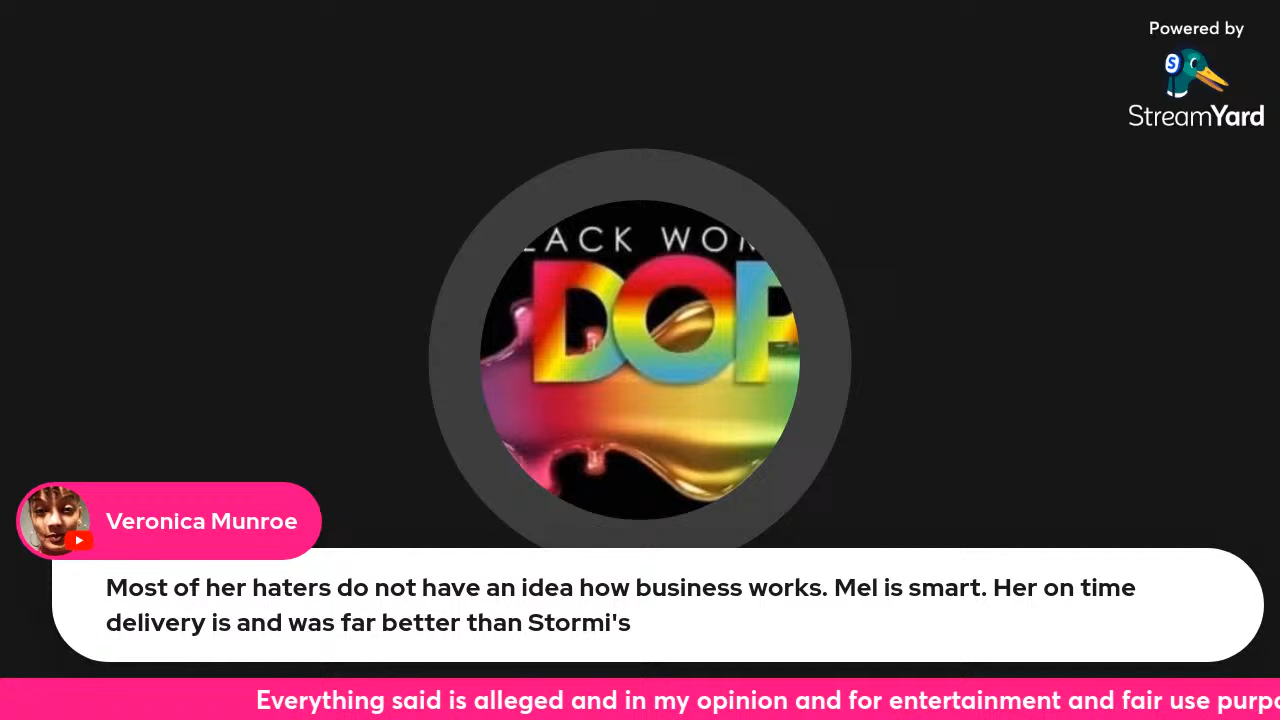 Powered by
S
StreamYard
ACK WO
DOP
Veronica Munroe
Most of her haters do not have an idea how business works. Mel is smart. Her on time
delivery is and was far better than Stormi's
Everything said is alleged and in my opinion and for entertainment and fair use purpo